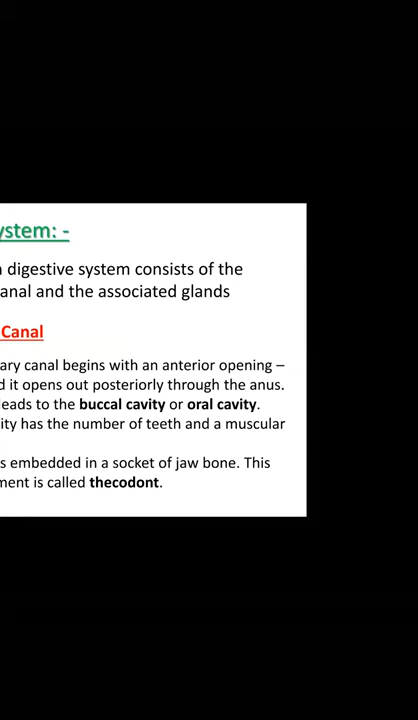 ystem: -
digestive system consists of the
anal and the associated glands
Canal
ary canal begins with an anterior opening –
d it opens out posteriorly through the anus.
leads to the buccal cavity or oral cavity.
ity has the number of teeth and a muscular
s embedded in a socket of jaw bone. This
ment is called thecodont.